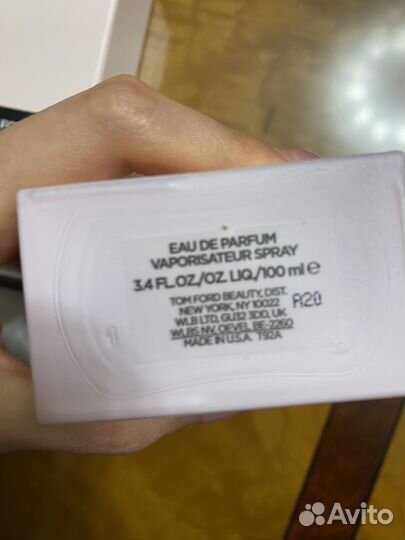 EAU DE PARFUM
VAPORISATEUR SPRAY
3.4 FL.OZ./OZ. LIQ./100 ml ℮
TOM FORD BEAUTY, DIST.
NEW YORK, NY 10022
A20
WLB LTD, GU32 3DD, UK
WLBS NV, OEVEL BE-2260
MADE IN U.S.A. T92A
Avito